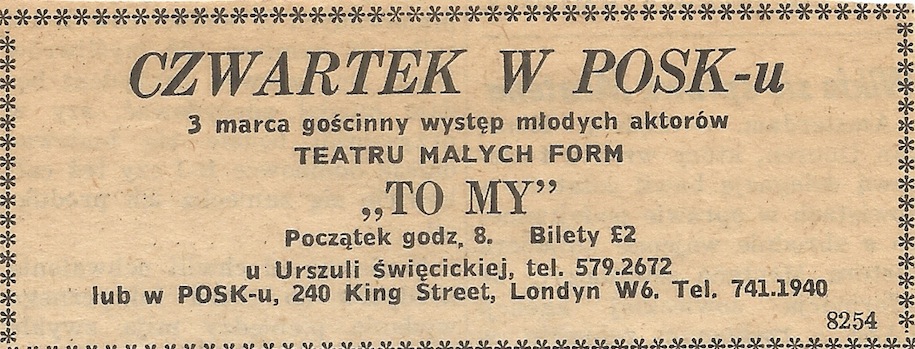 CZWARTEK W POSK-u
3 marca gościnny występ młodych aktorów
TEATRU MAŁYCH FORM
„TO MY”
Początek godz. 8. Bilety £2
u Urszuli Święcickiej, tel. 579.2672
lub w POSK-u, 240 King Street, Londyn W6. Tel. 741.1940
8254